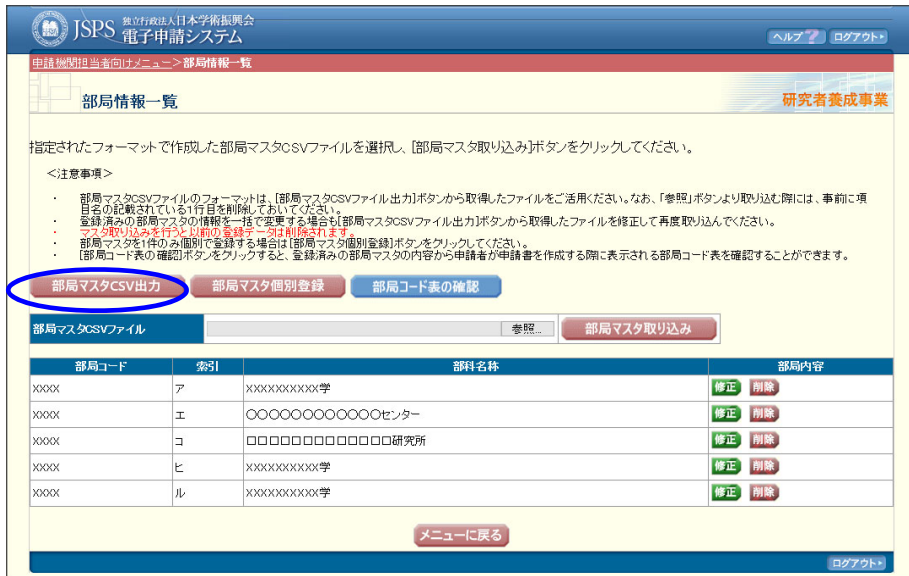 JSPS 独立行政法人日本学術振興会
電子申請システム
ヘルプ ? ログアウト
申請機関担当者向けメニュー>部局情報一覧
部局情報一覧
研究者養成事業
指定されたフォーマットで作成した部局マスタCSVファイルを選択し、[部局マスタ取り込み]ボタンをクリックしてください。
<注意事項>
・ 部局マスタCSVファイルのフォーマットは、[部局マスタCSVファイル出力]ボタンから取得したファイルをご活用ください。なお、「参照」ボタンより取り込む際には、事前に項
目名の記載されている1行目を削除しておいてください。
・ 登録済みの部局マスタの情報を一括で変更する場合も[部局マスタCSVファイル出力]ボタンから取得したファイルを修正して再度取り込んでください。
・ マスタ取り込みを行うと以前の登録データは削除されます。
・ 部局マスタを1件のみ個別で登録する場合は[部局マスタ個別登録]ボタンをクリックしてください。
・ [部局コード表の確認]ボタンをクリックすると、登録済みの部局マスタの内容から申請者が申請書を作成する際に表示される部局コード表を確認することができます。
部局マスタCSV出力 部局マスタ個別登録 部局コード表の確認
部局マスタCSVファイル 参照... 部局マスタ取り込み
部局コード 索引 部科名称 部局内容
XXXX ア XXXXXXXXXX学 修正 削除
XXXX エ 〇〇〇〇〇〇〇〇〇〇〇〇センター 修正 削除
XXXX コ □□□□□□□□□□□□□研究所 修正 削除
XXXX ヒ XXXXXXXXXX学 修正 削除
XXXX ル XXXXXXXXXX学 修正 削除
メニューに戻る
ログアウト